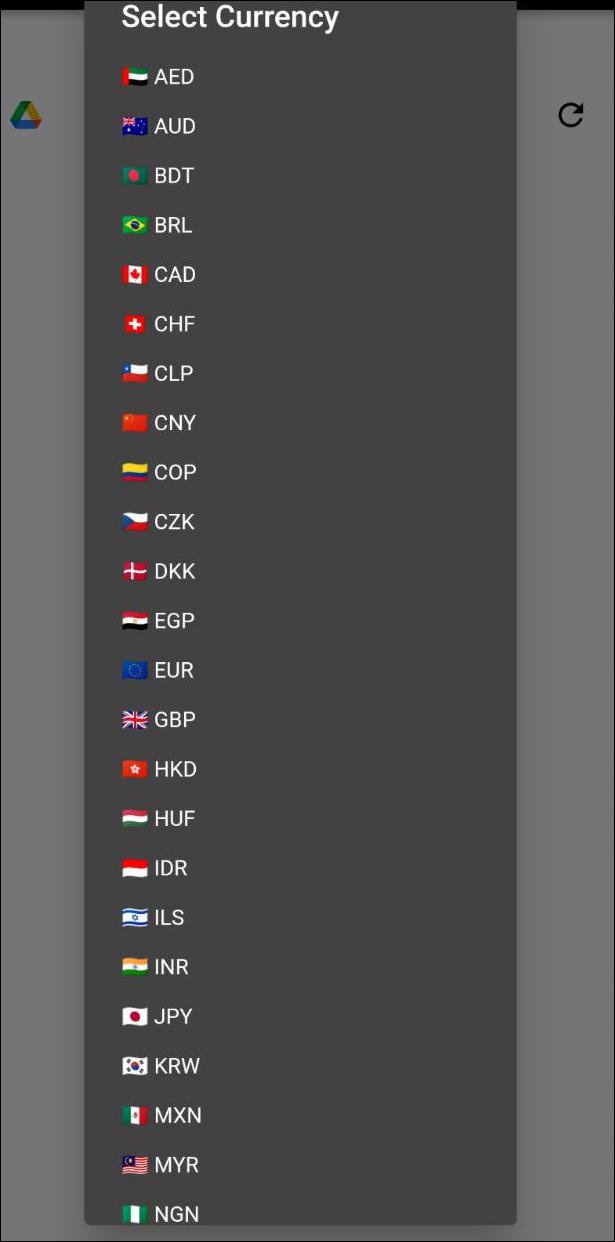 Select Currency
AED
AUD
BDT
BRL
CAD
CHF
CLP
CNY
COP
CZK
DKK
EGP
EUR
GBP
HKD
HUF
IDR
ILS
INR
JPY
KRW
MXN
MYR
NGN